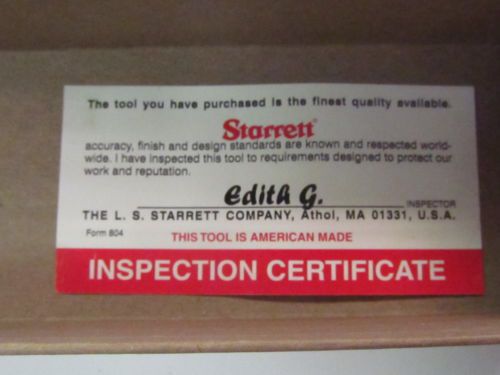 The tool you have purchased is the finest quality available.
Starrett
accuracy, finish and design standards are known and respected world-
wide. I have inspected this tool to requirements designed to protect our
work and reputation.
Edith G. INSPECTOR
THE L. S. STARRETT COMPANY, Athol, MA 01331, U.S.A.
Form 804
THIS TOOL IS AMERICAN MADE
INSPECTION CERTIFICATE